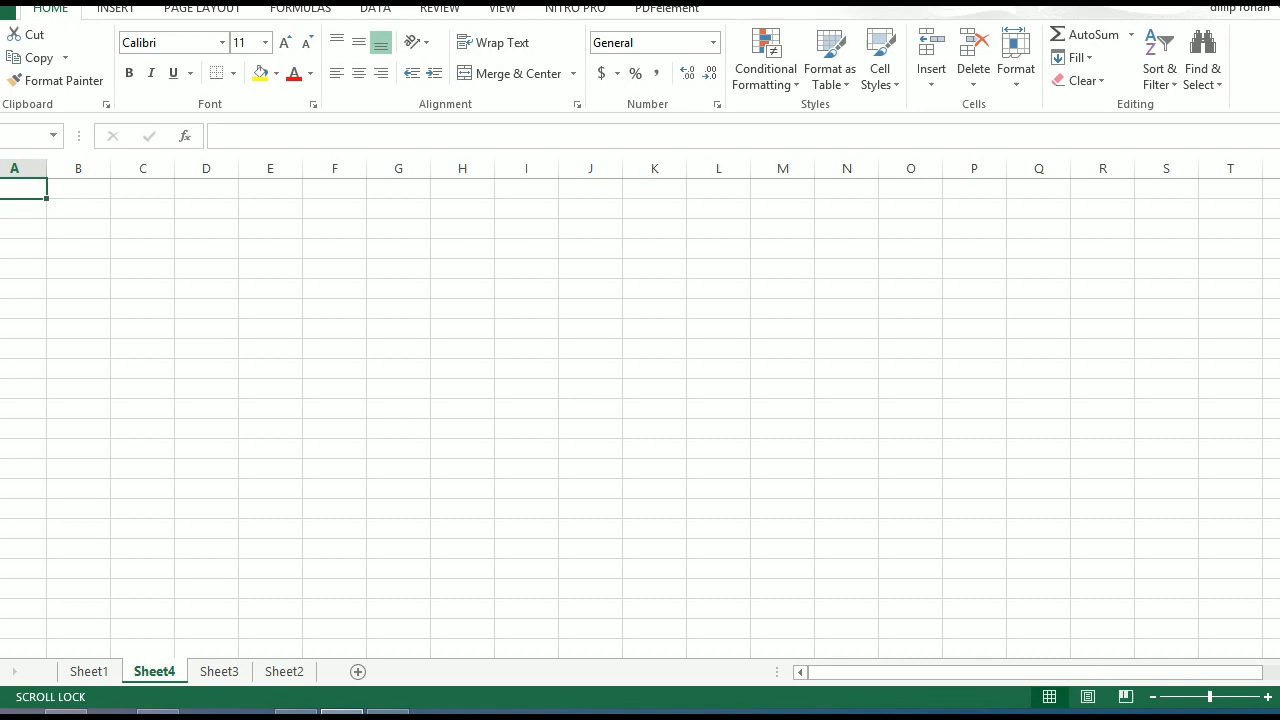 HOME INSERT PAGE LAYOUT FORMULAS DATA REVIEW VIEW NITRO PRO PDFelement dilip rohan
Cut
Copy
Format Painter
Clipboard
Calibri 11
B I U
Font
Wrap Text
Merge & Center
Alignment
General
$ % ,
Number
Conditional Formatting
Format as Table
Cell Styles
Styles
Insert Delete Format
Cells
AutoSum
Fill
Clear
Sort & Filter
Find & Select
Editing
fx
A B C D E F G H I J K L M N O P Q R S T
Sheet1 Sheet4 Sheet3 Sheet2
SCROLL LOCK